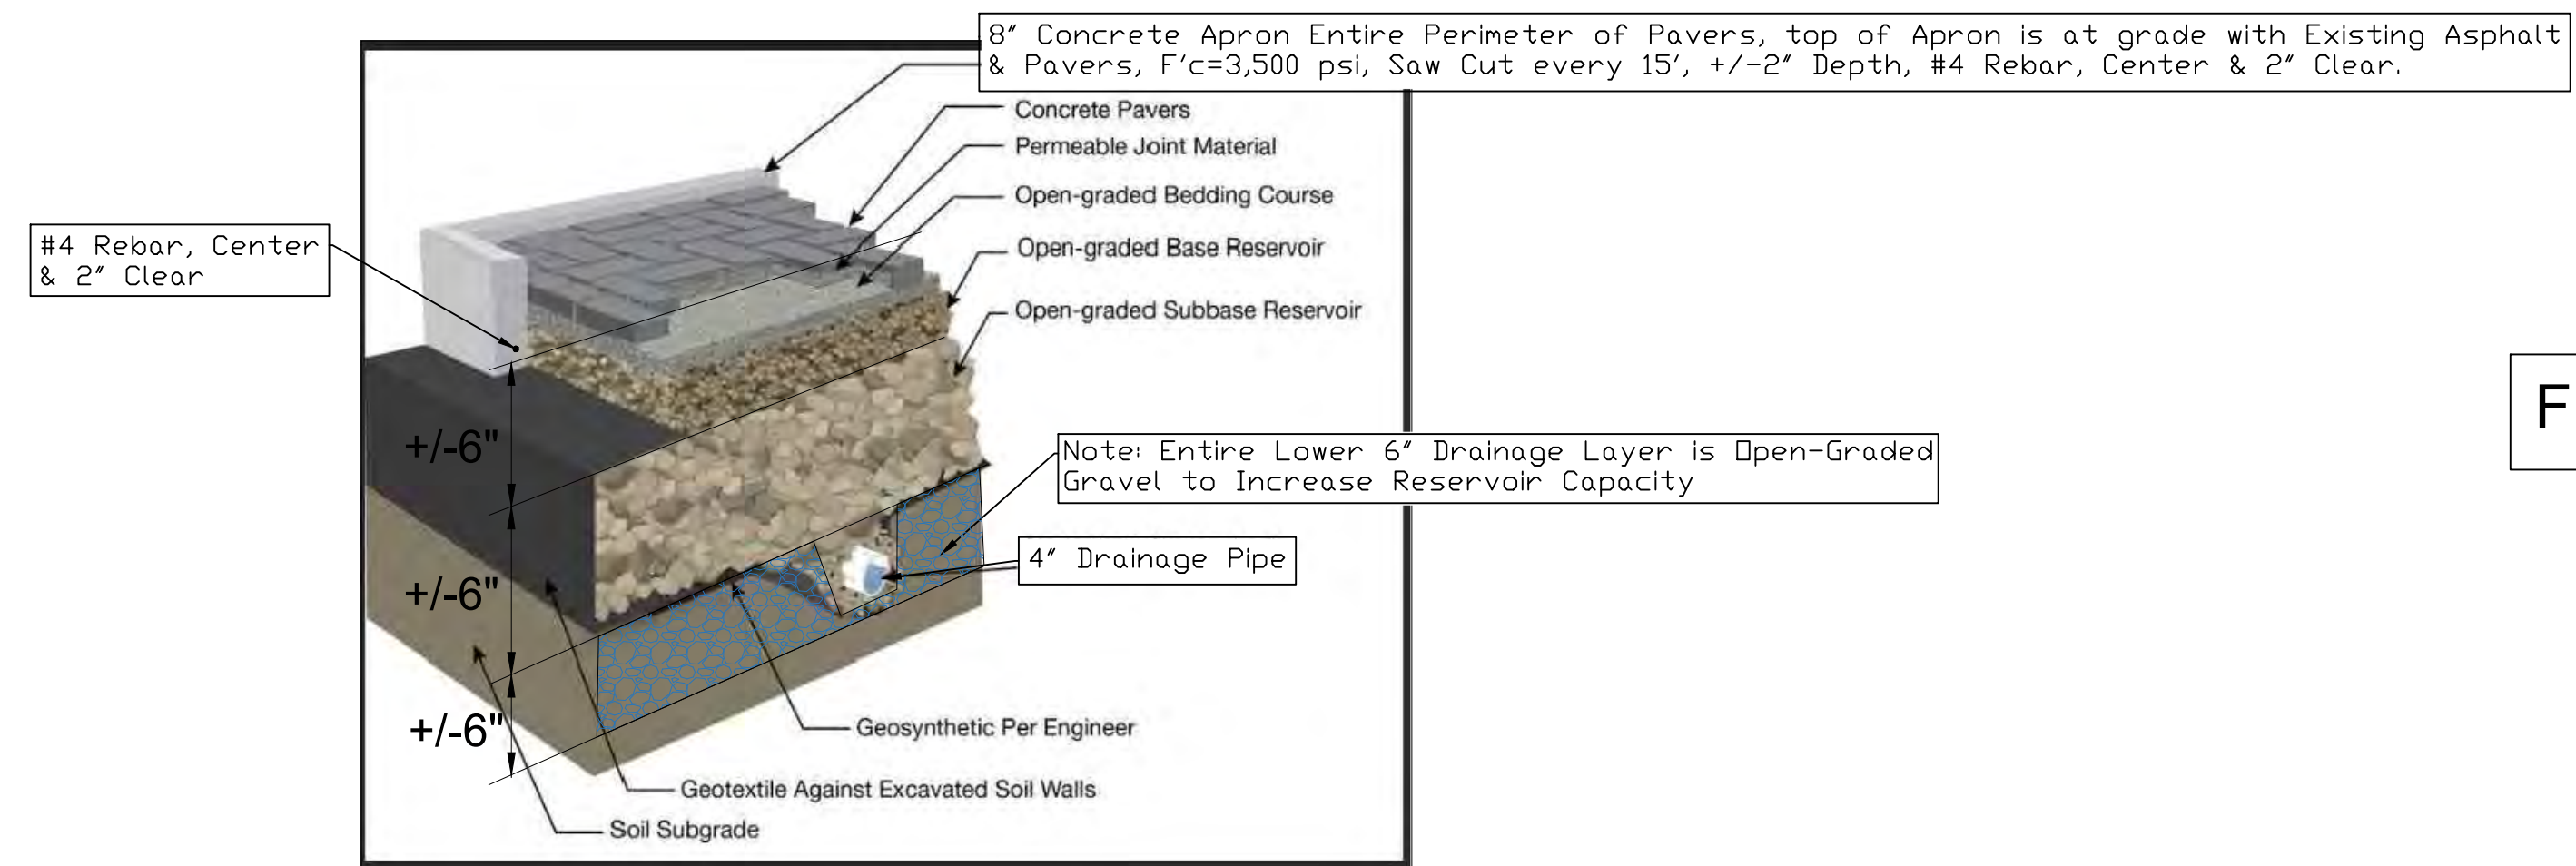 8" Concrete Apron Entire Perimeter of Pavers, top of Apron is at grade with Existing Asphalt
& Pavers, F'c=3,500 psi, Saw Cut every 15', +/-2" Depth, #4 Rebar, Center & 2" Clear.
Concrete Pavers
Permeable Joint Material
Open-graded Bedding Course
#4 Rebar, Center
& 2" Clear
Open-graded Base Reservoir
Open-graded Subbase Reservoir
F
+/-6"
Note: Entire Lower 6" Drainage Layer is Open-Graded
Gravel to Increase Reservoir Capacity
4" Drainage Pipe
+/-6"
+/-6"
Geosynthetic Per Engineer
Geotextile Against Excavated Soil Walls
Soil Subgrade